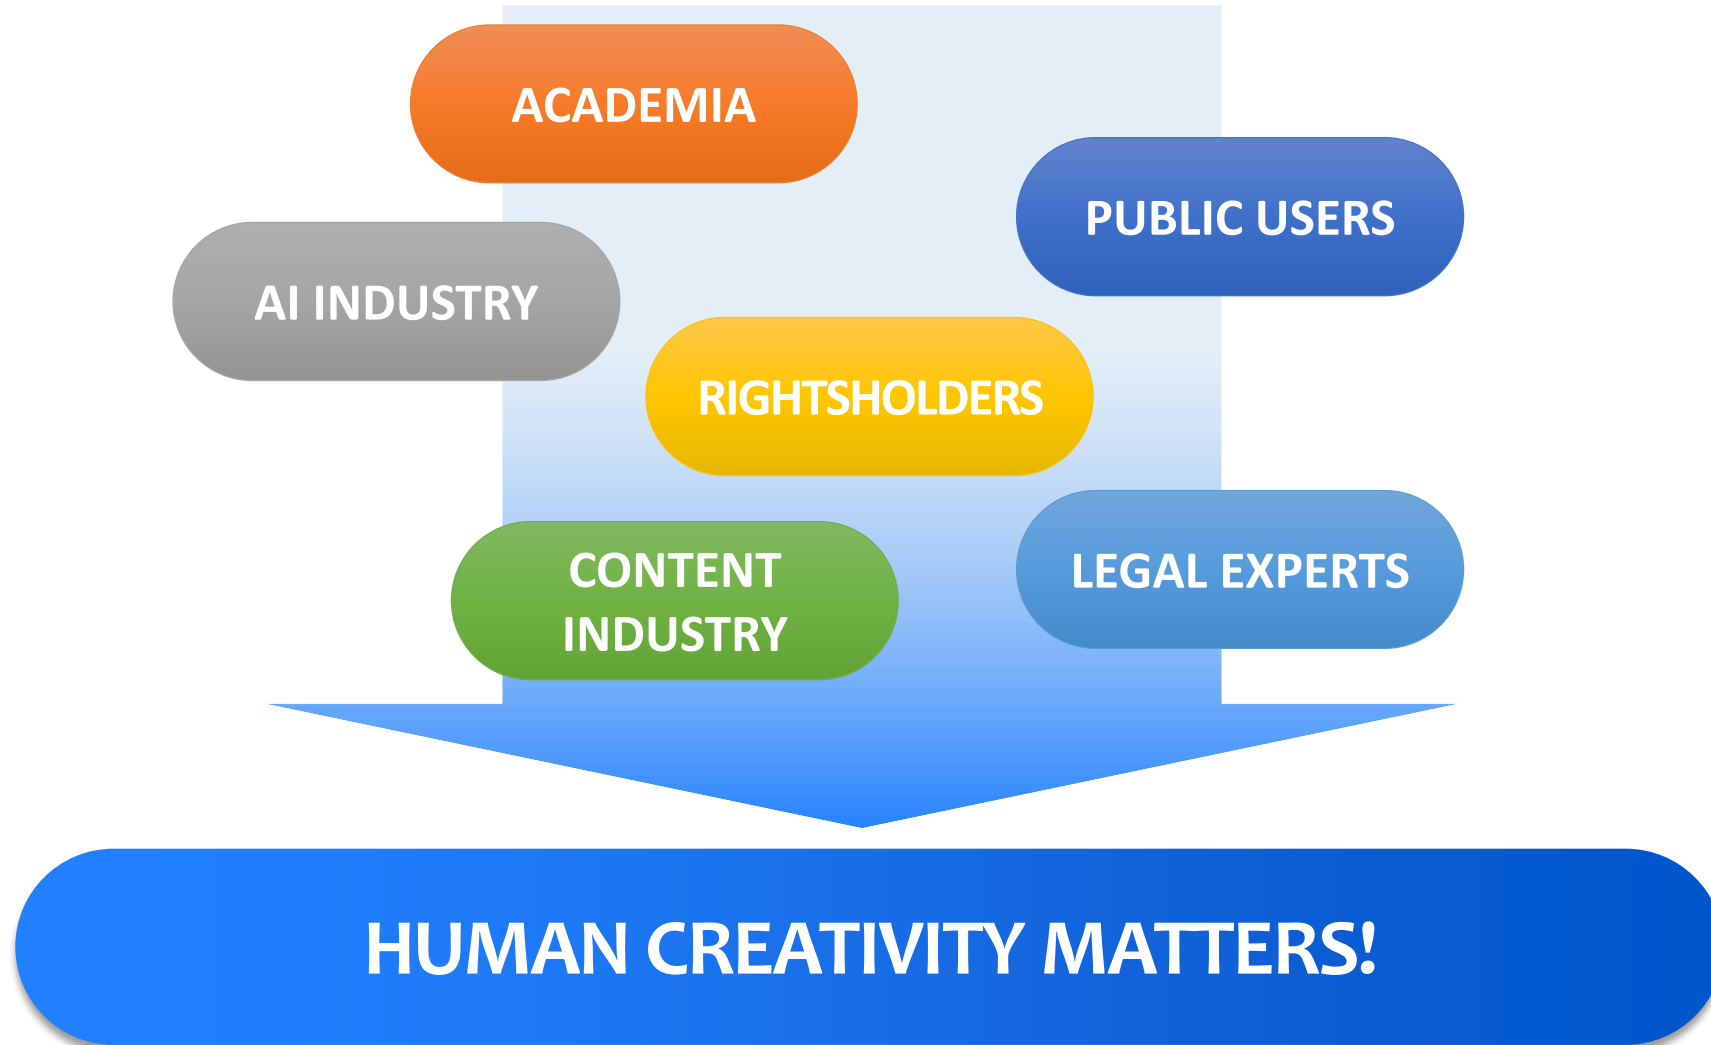 ACADEMIA
PUBLIC USERS
AI INDUSTRY
RIGHTSHOLDERS
CONTENT
INDUSTRY
LEGAL EXPERTS
HUMAN CREATIVITY MATTERS!